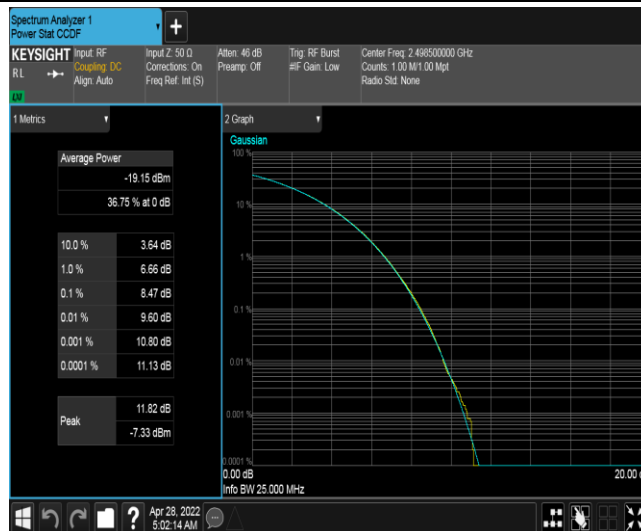 Spectrum Analyzer 1
Power Stat CCDF
+
KEYSIGHT
RL
LV
Input: RF
Coupling: DC
Align: Auto
Input Z: 50 Ω
Corrections: On
Freq Ref: Int (S)
Atten: 46 dB
Preamp: Off
Trig: RF Burst
#IF Gain: Low
Center Freq: 2.498500000 GHz
Counts: 1.00 M/1.00 Mpt
Radio Std: None
1 Metrics
Average Power
-19.15 dBm
36.75 % at 0 dB
10.0 % 3.64 dB
1.0 % 6.66 dB
0.1 % 8.47 dB
0.01 % 9.60 dB
0.001 % 10.80 dB
0.0001 % 11.13 dB
Peak
11.82 dB
-7.33 dBm
2 Graph
Gaussian
100 %
10 %
1 %
0.1 %
0.01 %
0.001 %
0.0001 %
0.00 dB
20.00
Info BW 25.000 MHz
?
Apr 28, 2022
5:02:14 AM